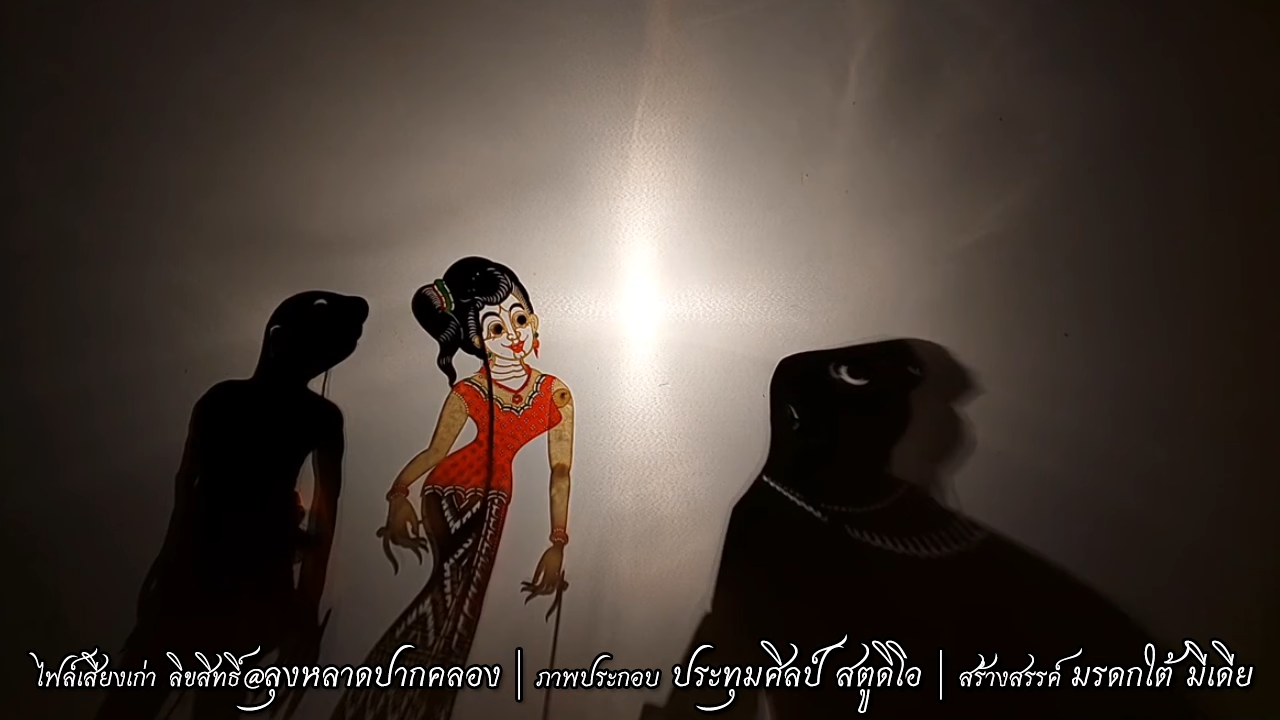 ไฟล์เสียงเก่า ลิขสิทธิ์@ลุงหลาดปากคลอง | ภาพประกอบ ประทุมศิลป์ สตูดิโอ | สร้างสรรค์ มรดกใต้ มีเดีย